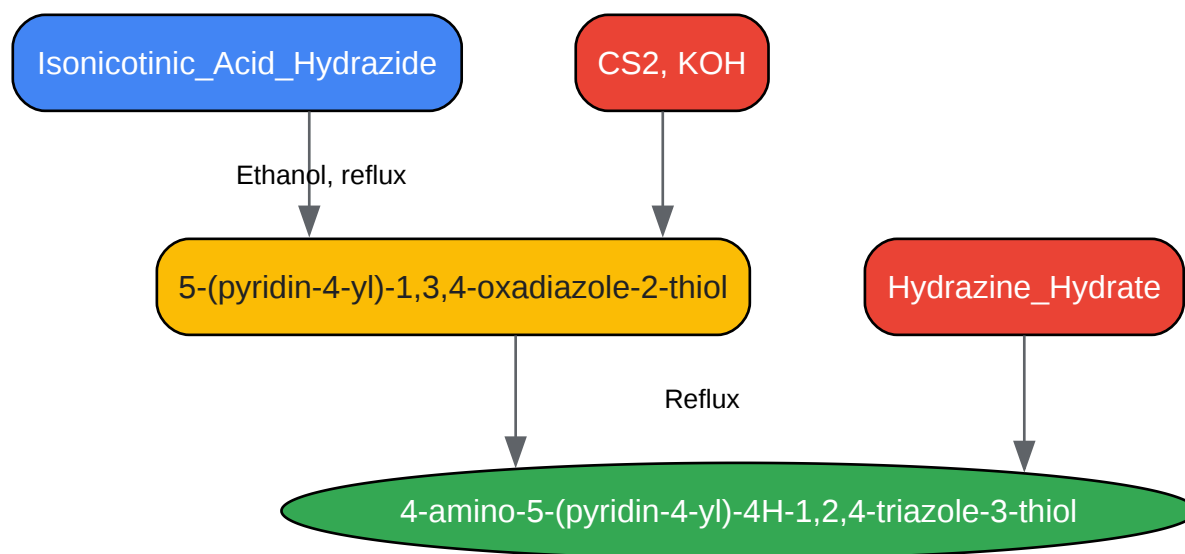 Isonicotinic_Acid_Hydrazide
CS2, KOH
Ethanol, reflux
5-(pyridin-4-yl)-1,3,4-oxadiazole-2-thiol
Hydrazine_Hydrate
Reflux
4-amino-5-(pyridin-4-yl)-4H-1,2,4-triazole-3-thiol